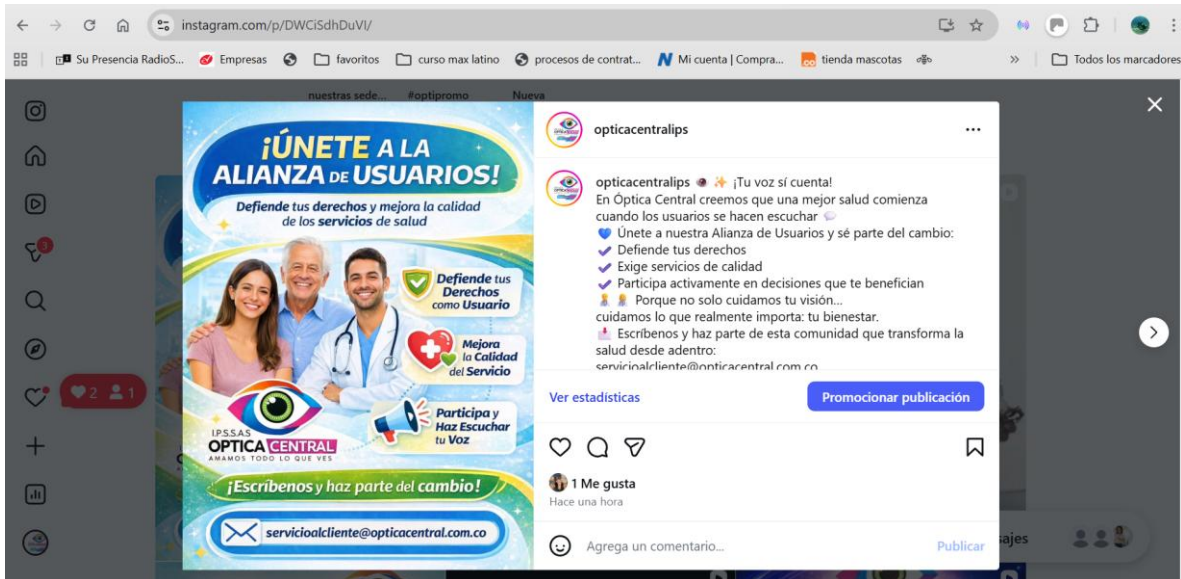 instagram.com/p/DWCiSdhDuVI/
Su Presencia RadioS...
Empresas
favoritos
curso max latino
procesos de contrat...
Mi cuenta | Compra...
tienda mascotas
Todos los marcadores
nuestras sede...
#optipromo
Nueva
¡ÚNETE A LA
ALIANZA DE USUARIOS!
Defiende tus derechos y mejora la calidad
de los servicios de salud
Defiende tus
Derechos
como Usuario
Mejora
la Calidad
del Servicio
Participa y
Haz Escuchar
tu Voz
I.P.S.S.A.S
OPTICA CENTRAL
AMAMOS TODO LO QUE VES
¡Escríbenos y haz parte del cambio!
servicioalcliente@opticacentral.com.co
opticacentralips
opticacentralips 👁️ ✨ ¡Tu voz sí cuenta!
En Óptica Central creemos que una mejor salud comienza
cuando los usuarios se hacen escuchar 💬
💙 Únete a nuestra Alianza de Usuarios y sé parte del cambio:
✔️ Defiende tus derechos
✔️ Exige servicios de calidad
✔️ Participa activamente en decisiones que te benefician
Porque no solo cuidamos tu visión...
cuidamos lo que realmente importa: tu bienestar.
📩 Escríbenos y haz parte de esta comunidad que transforma la
salud desde adentro:
servicioalcliente@opticacentral.com.co
Ver estadísticas
Promocionar publicación
1 Me gusta
Hace una hora
Agrega un comentario...
Publicar
3
2
1
sajes